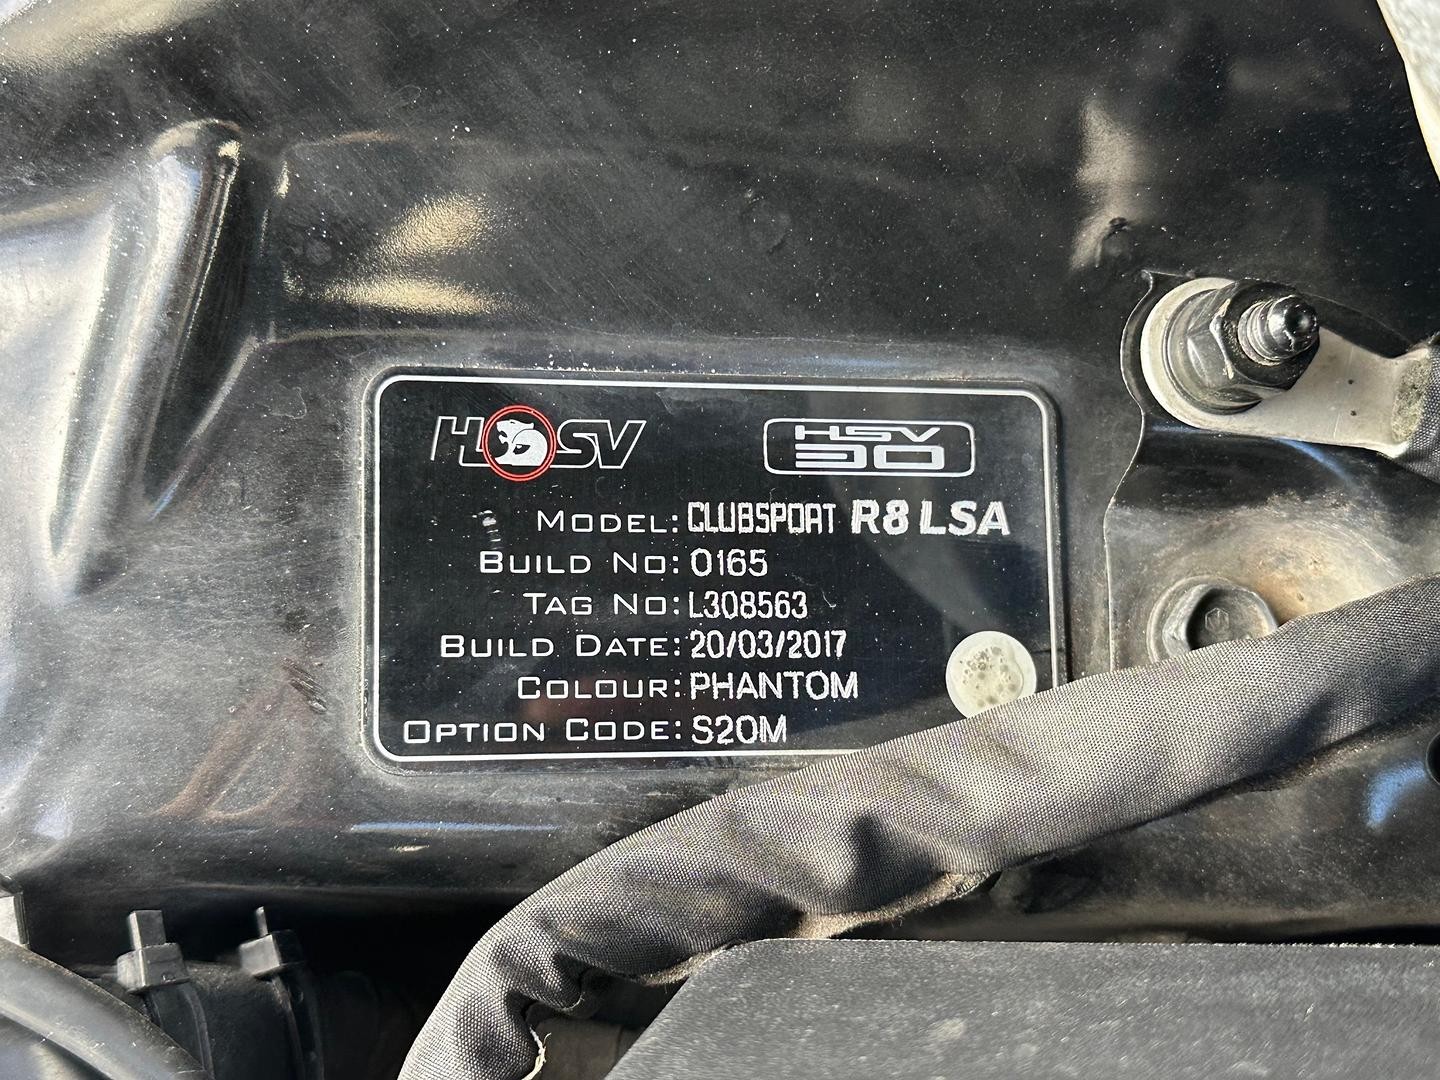 HSV
HSV
30
MODEL: CLUBSPORT R8 LSA
BUILD NO: 0165
TAG NO: L308563
BUILD DATE: 20/03/2017
COLOUR: PHANTOM
OPTION CODE: S20M